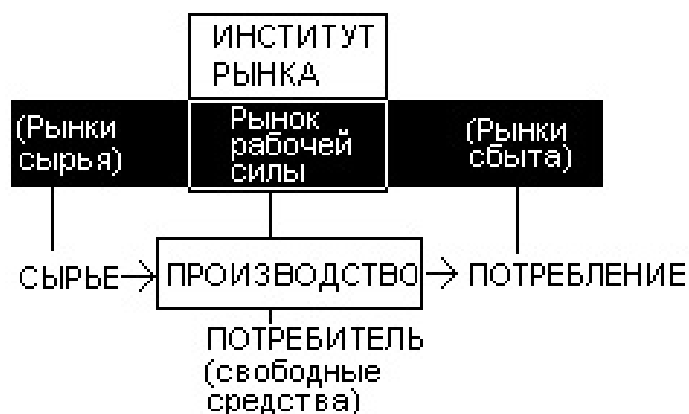 ИНСТИТУТ
РЫНКА
(Рынки
сырья)
Рынок
рабочей
силы
(Рынки
сбыта)
СЫРЬЕ
ПРОИЗВОДСТВО
ПОТРЕБЛЕНИЕ
ПОТРЕБИТЕЛЬ
(свободные
средства)